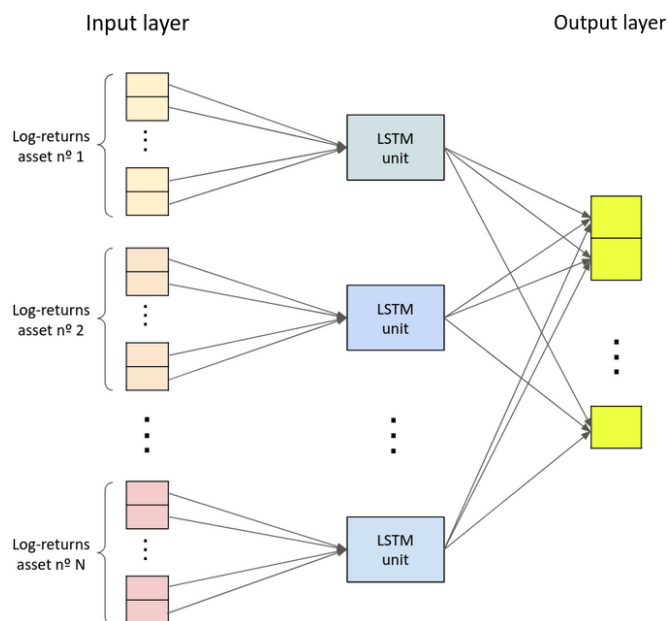 Input layer
Output layer
Log-returns
asset nº 1
LSTM
unit
Log-returns
asset nº 2
LSTM
unit
Log-returns
asset nº N
LSTM
unit